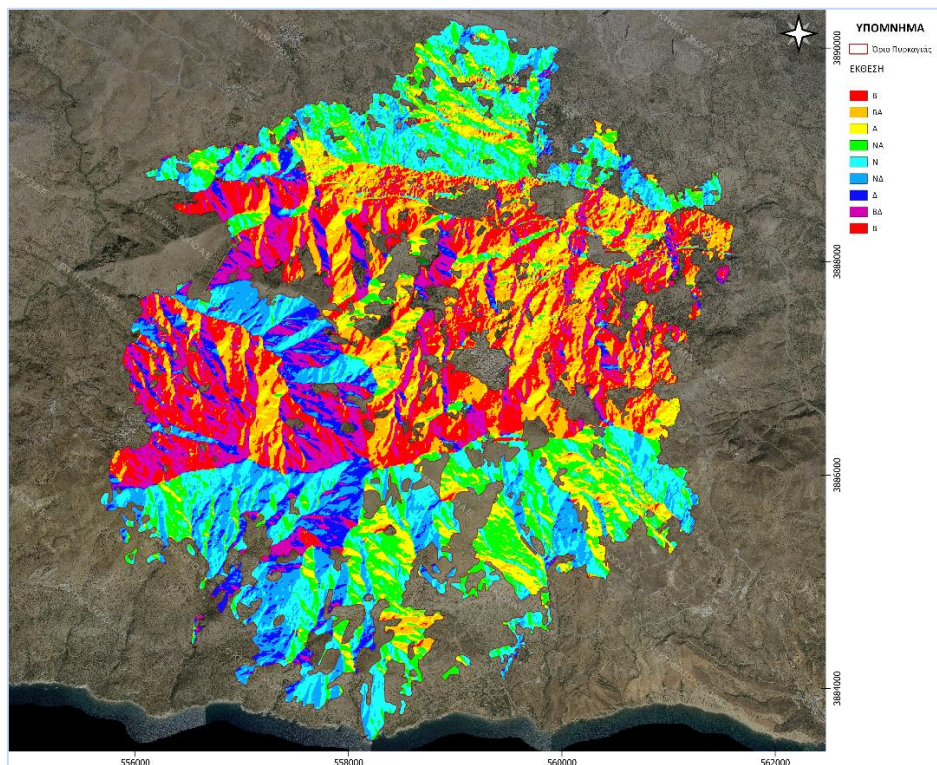 ΥΠΟΜΝΗΜΑ
Όριο Πυρκαγιάς
ΕΚΘΕΣΗ
Β
ΒΑ
Α
ΝΑ
Ν
ΝΔ
Δ
ΒΔ
Β
3890000
3888000
3886000
3884000
556000
558000
560000
562000